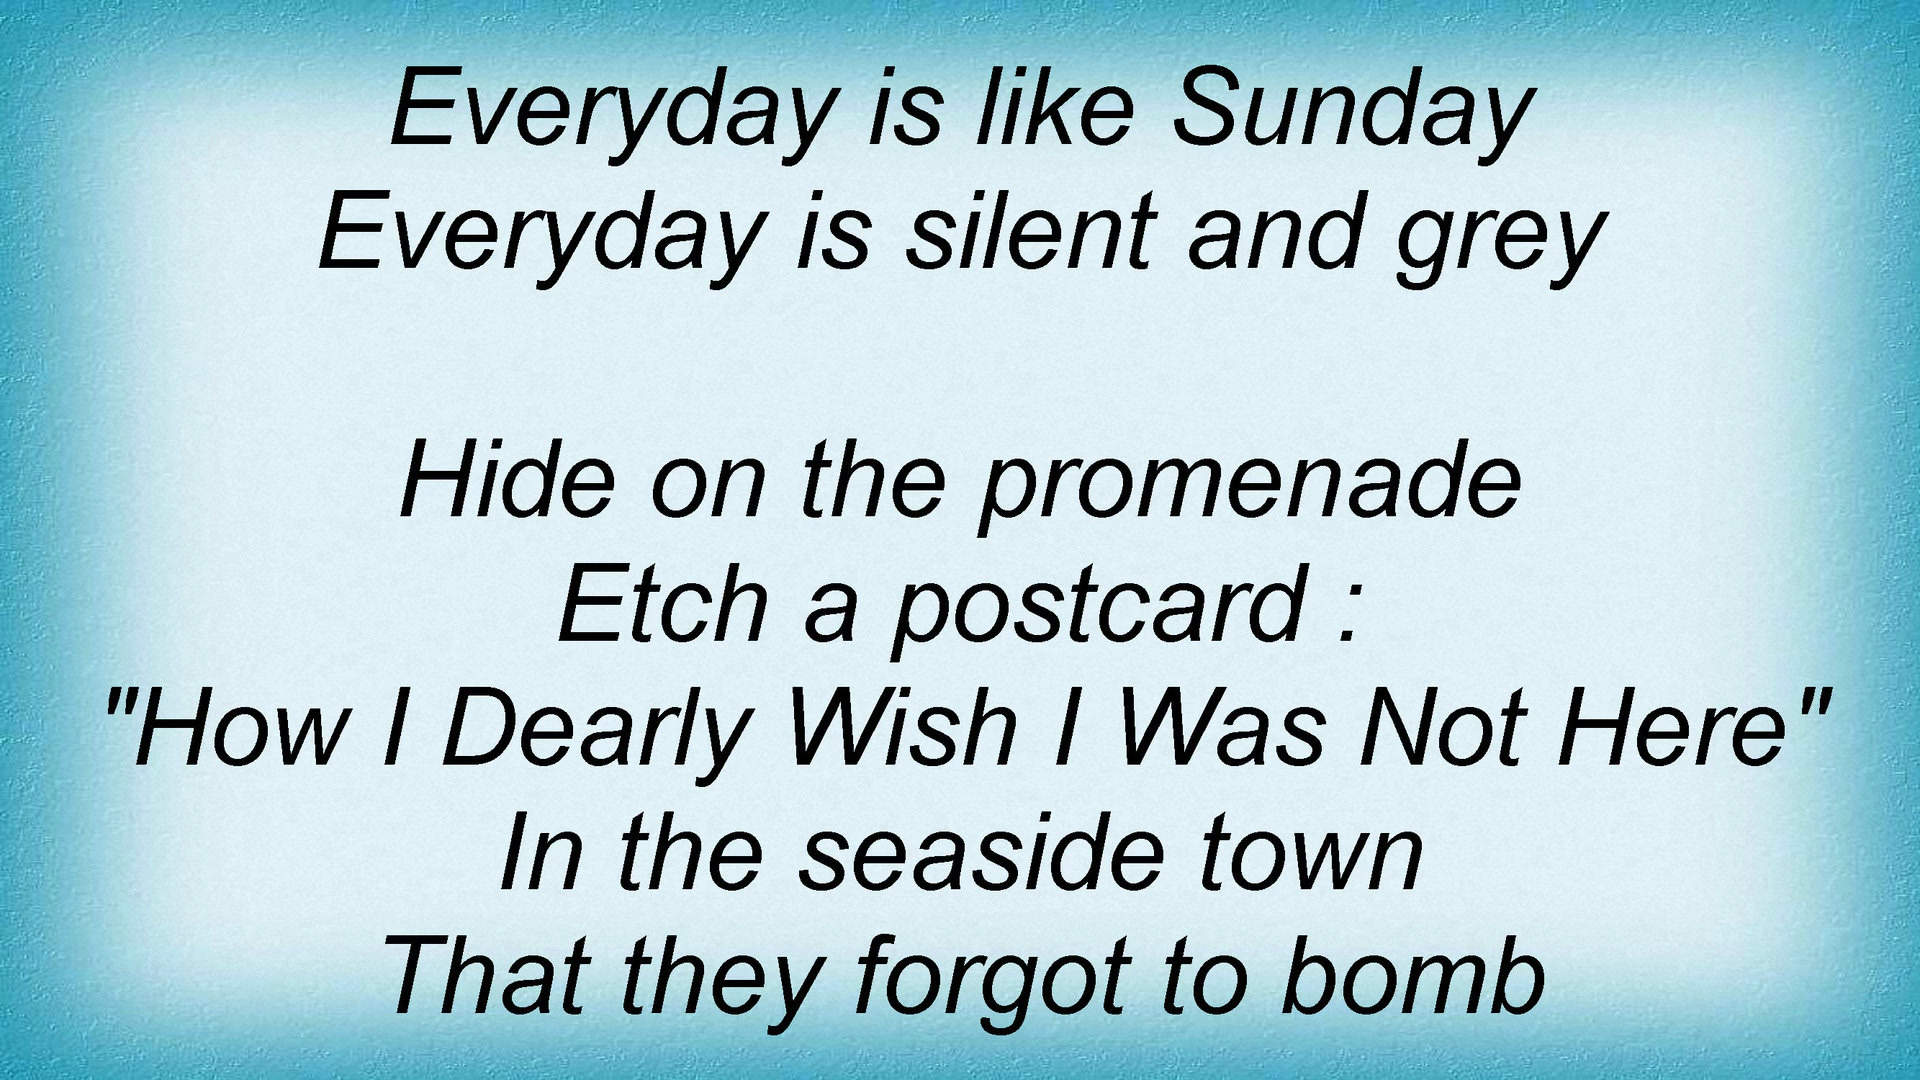 Everyday is like Sunday
Everyday is silent and grey
Hide on the promenade
Etch a postcard :
"How I Dearly Wish I Was Not Here"
In the seaside town
That they forgot to bomb